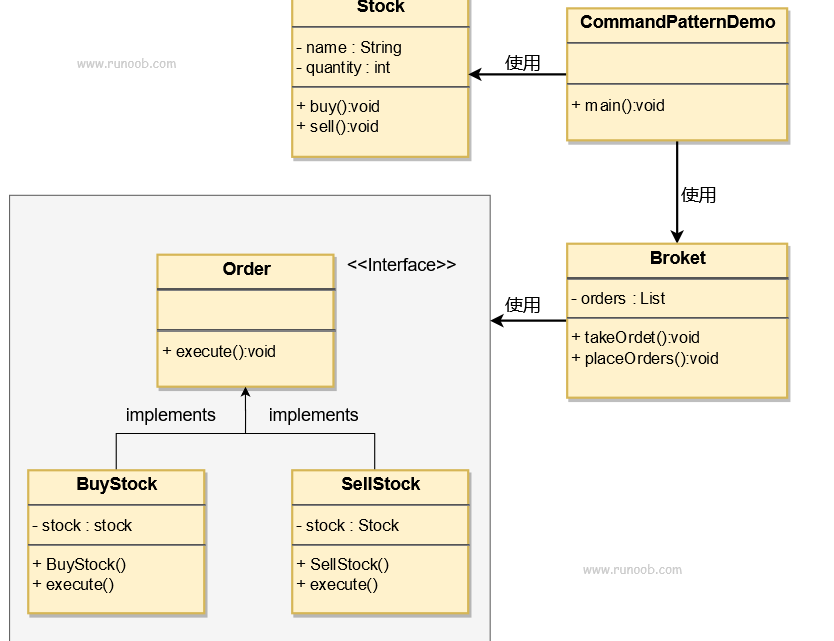 Stock
- name : String
- quantity : int
+ buy():void
+ sell():void
CommandPatternDemo
+ main():void
使用
www.runoob.com
使用
Order
<<Interface>>
+ execute():void
使用
Broket
- orders : List
+ takeOrdet():void
+ placeOrders():void
implements
implements
BuyStock
- stock : stock
+ BuyStock()
+ execute()
SellStock
- stock : Stock
+ SellStock()
+ execute()
www.runoob.com